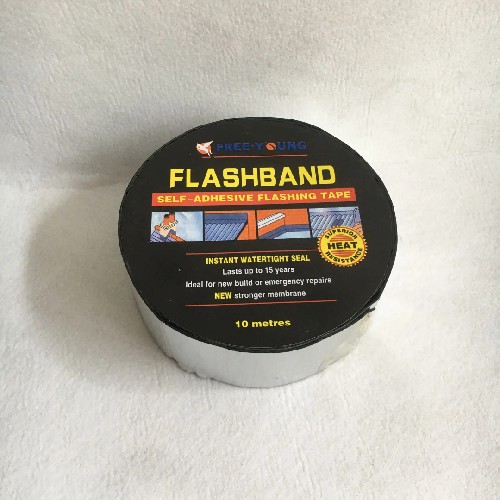 FREE·YOUNG
FLASHBAND
SELF-ADHESIVE FLASHING TAPE
SUPERIOR
HEAT
RESISTANCE
INSTANT WATERTIGHT SEAL
Lasts up to 15 years
Ideal for new build or emergency repairs
NEW stronger membrane
10 metres